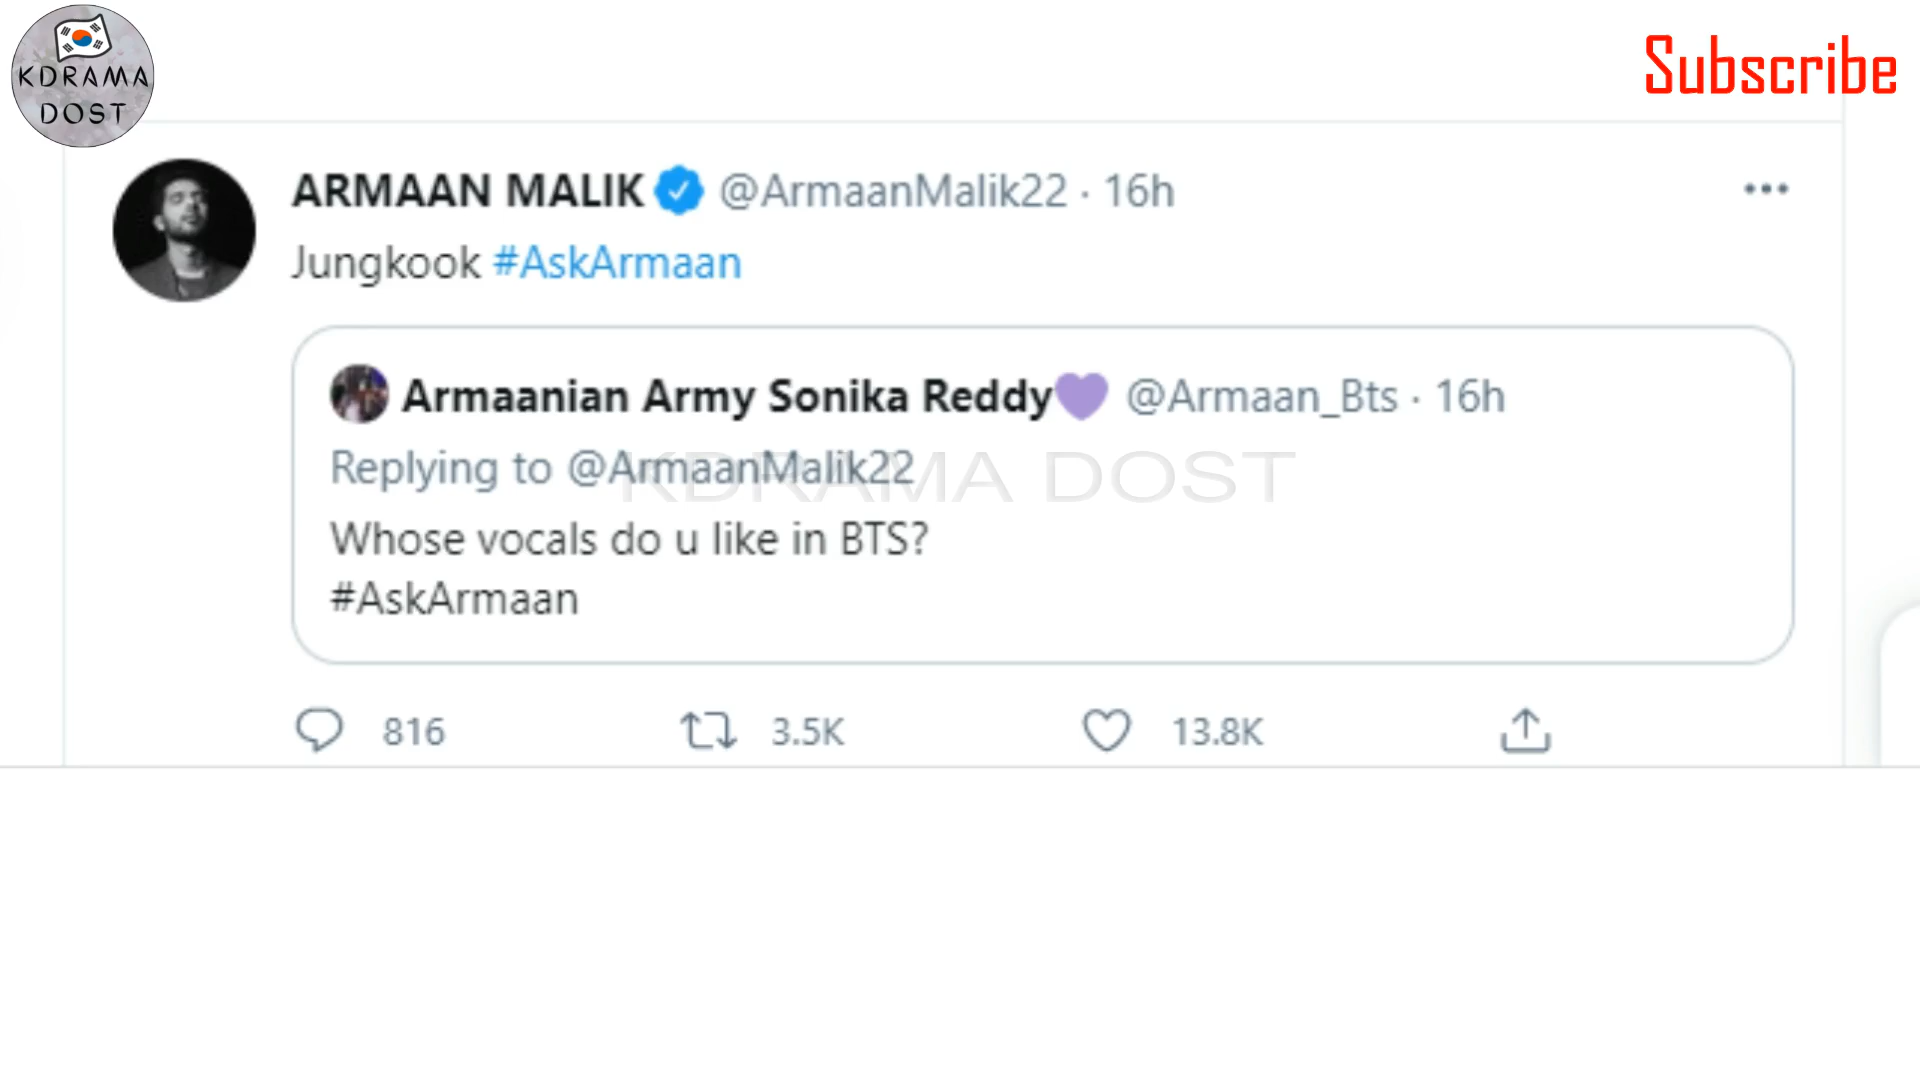 KDRAMA
DOST
Subscribe
ARMAAN MALIK @ArmaanMalik22 · 16h
Jungkook #AskArmaan
Armaanian Army Sonika Reddy💜 @Armaan_Bts · 16h
Replying to @ArmaanMalik22
KDRAMA DOST
Whose vocals do u like in BTS?
#AskArmaan
816 3.5K 13.8K